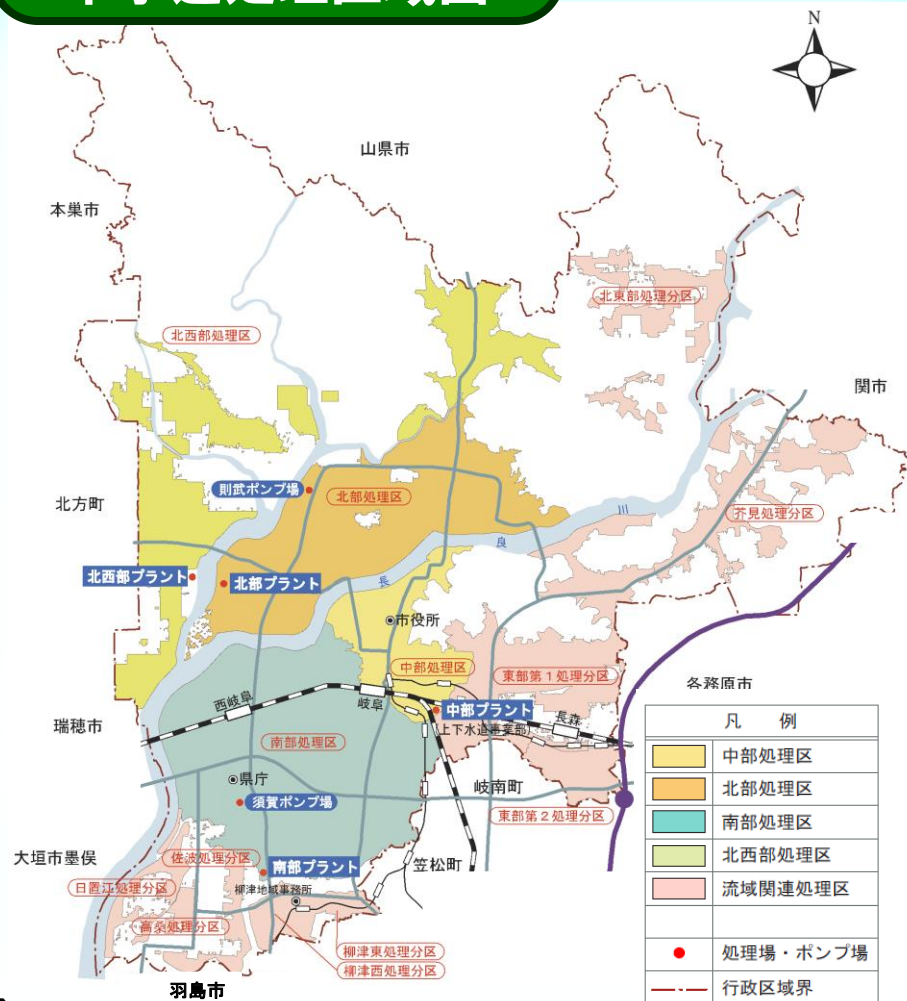 N
山県市
本巣市
北東部処理分区
北西部処理区
関市
則武ポンプ場
北部処理区
北方町
芥見処理分区
川
良
長
北西部プラント
北部プラント
市役所
中部処理区
東部第1処理分区
各務原市
西岐阜
岐阜
中部プラント
長森
上下水道事業部)
瑞穂市
南部処理区
県庁
岐南町
須賀ポンプ場
東部第2処理分区
大垣市墨俣
佐波処理分区
南部プラント
笠松町
日置江処理分区
柳津地域事務所
高桑処理分区
柳津東処理分区
柳津西処理分区
羽島市
凡 例
中部処理区
北部処理区
南部処理区
北西部処理区
流域関連処理区
処理場・ポンプ場
行政区域界